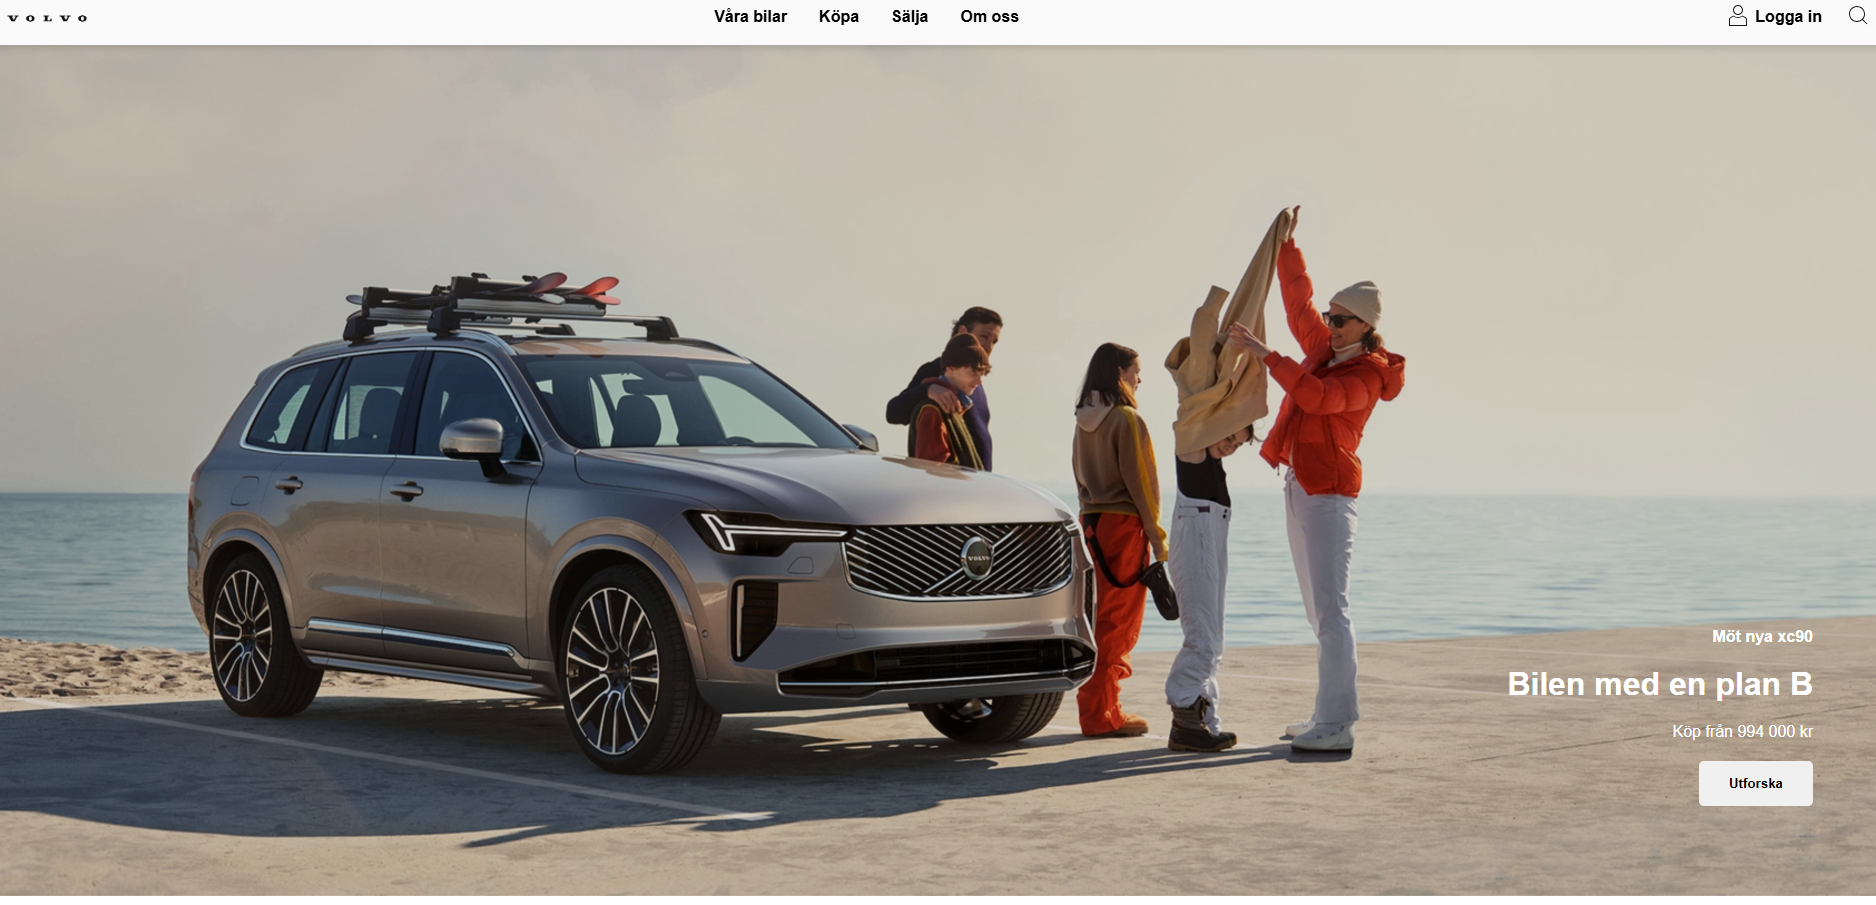 VOLVO
Våra bilar Köpa Sälja Om oss
Logga in
VOLVO
Möt nya xc90
Bilen med en plan B
Köp från 994 000 kr
Utforska